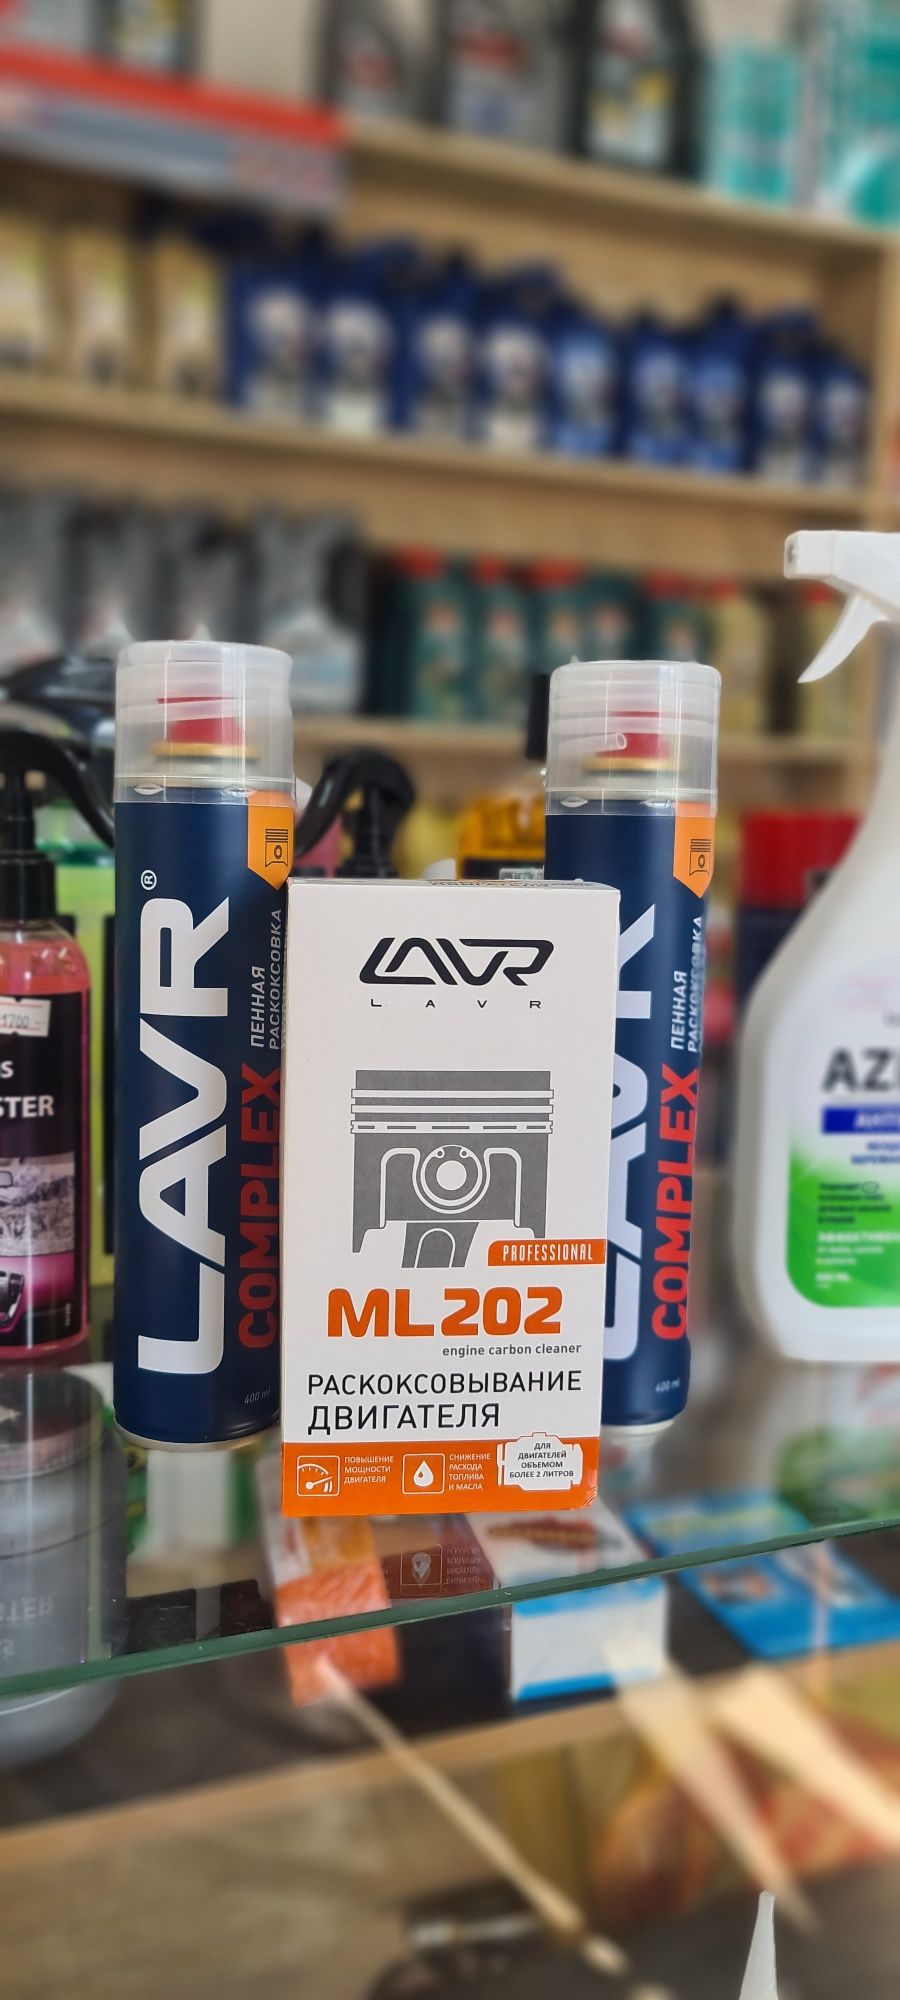 LAVR®
COMPLEX
ПЕННАЯ
РАСКОКСОВКА
400 ml
LAVR
LAVR
PROFESSIONAL
ML202
engine carbon cleaner
РАСКОКСОВЫВАНИЕ
ДВИГАТЕЛЯ
ПОВЫШЕНИЕ
МОЩНОСТИ
ДВИГАТЕЛЯ
СНИЖЕНИЕ
РАСХОДА
ТОПЛИВА
И МАСЛА
ДЛЯ
ДВИГАТЕЛЕЙ
ОБЪЕМОМ
БОЛЕЕ 2 ЛИТРОВ
COMPLEX
ПЕННАЯ
РАСКОКСОВКА
400 ml
1700
STER
AZ